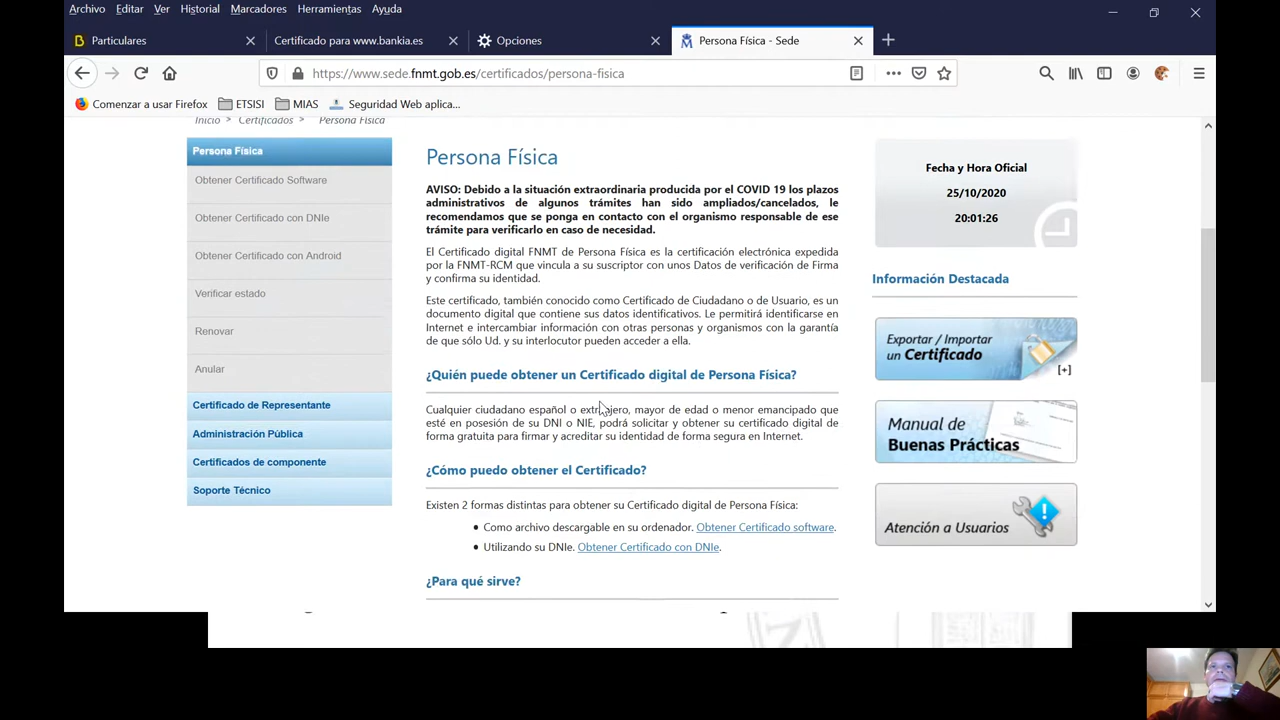 Archivo Editar Ver Historial Marcadores Herramientas Ayuda
Particulares
Certificado para www.bankia.es
Opciones
Persona Física - Sede
https://www.sede.fnmt.gob.es/certificados/persona-fisica
Comenzar a usar Firefox ETSISI MIAS Seguridad Web aplica...
Inicio > Certificados > Persona Física
Persona Física
Obtener Certificado Software
Obtener Certificado con DNIe
Obtener Certificado con Android
Verificar estado
Renovar
Anular
Certificado de Representante
Administración Pública
Certificados de componente
Soporte Técnico
Persona Física
AVISO: Debido a la situación extraordinaria producida por el COVID 19 los plazos
administrativos de algunos trámites han sido ampliados/cancelados, le
recomendamos que se ponga en contacto con el organismo responsable de ese
trámite para verificarlo en caso de necesidad.
El Certificado digital FNMT de Persona Física es la certificación electrónica expedida
por la FNMT-RCM que vincula a su suscriptor con unos Datos de verificación de Firma
y confirma su identidad.
Este certificado, también conocido como Certificado de Ciudadano o de Usuario, es un
documento digital que contiene sus datos identificativos. Le permitirá identificarse en
Internet e intercambiar información con otras personas y organismos con la garantía
de que sólo Ud. y su interlocutor pueden acceder a ella.
¿Quién puede obtener un Certificado digital de Persona Física?
Cualquier ciudadano español o extranjero, mayor de edad o menor emancipado que
esté en posesión de su DNI o NIE, podrá solicitar y obtener su certificado digital de
forma gratuita para firmar y acreditar su identidad de forma segura en Internet.
¿Cómo puedo obtener el Certificado?
Existen 2 formas distintas para obtener su Certificado digital de Persona Física:
• Como archivo descargable en su ordenador. Obtener Certificado software.
• Utilizando su DNIe. Obtener Certificado con DNIe.
¿Para qué sirve?
Fecha y Hora Oficial
25/10/2020
20:01:26
Información Destacada
Exportar / Importar
un Certificado
[+]
Manual de
Buenas Prácticas
Atención a Usuarios